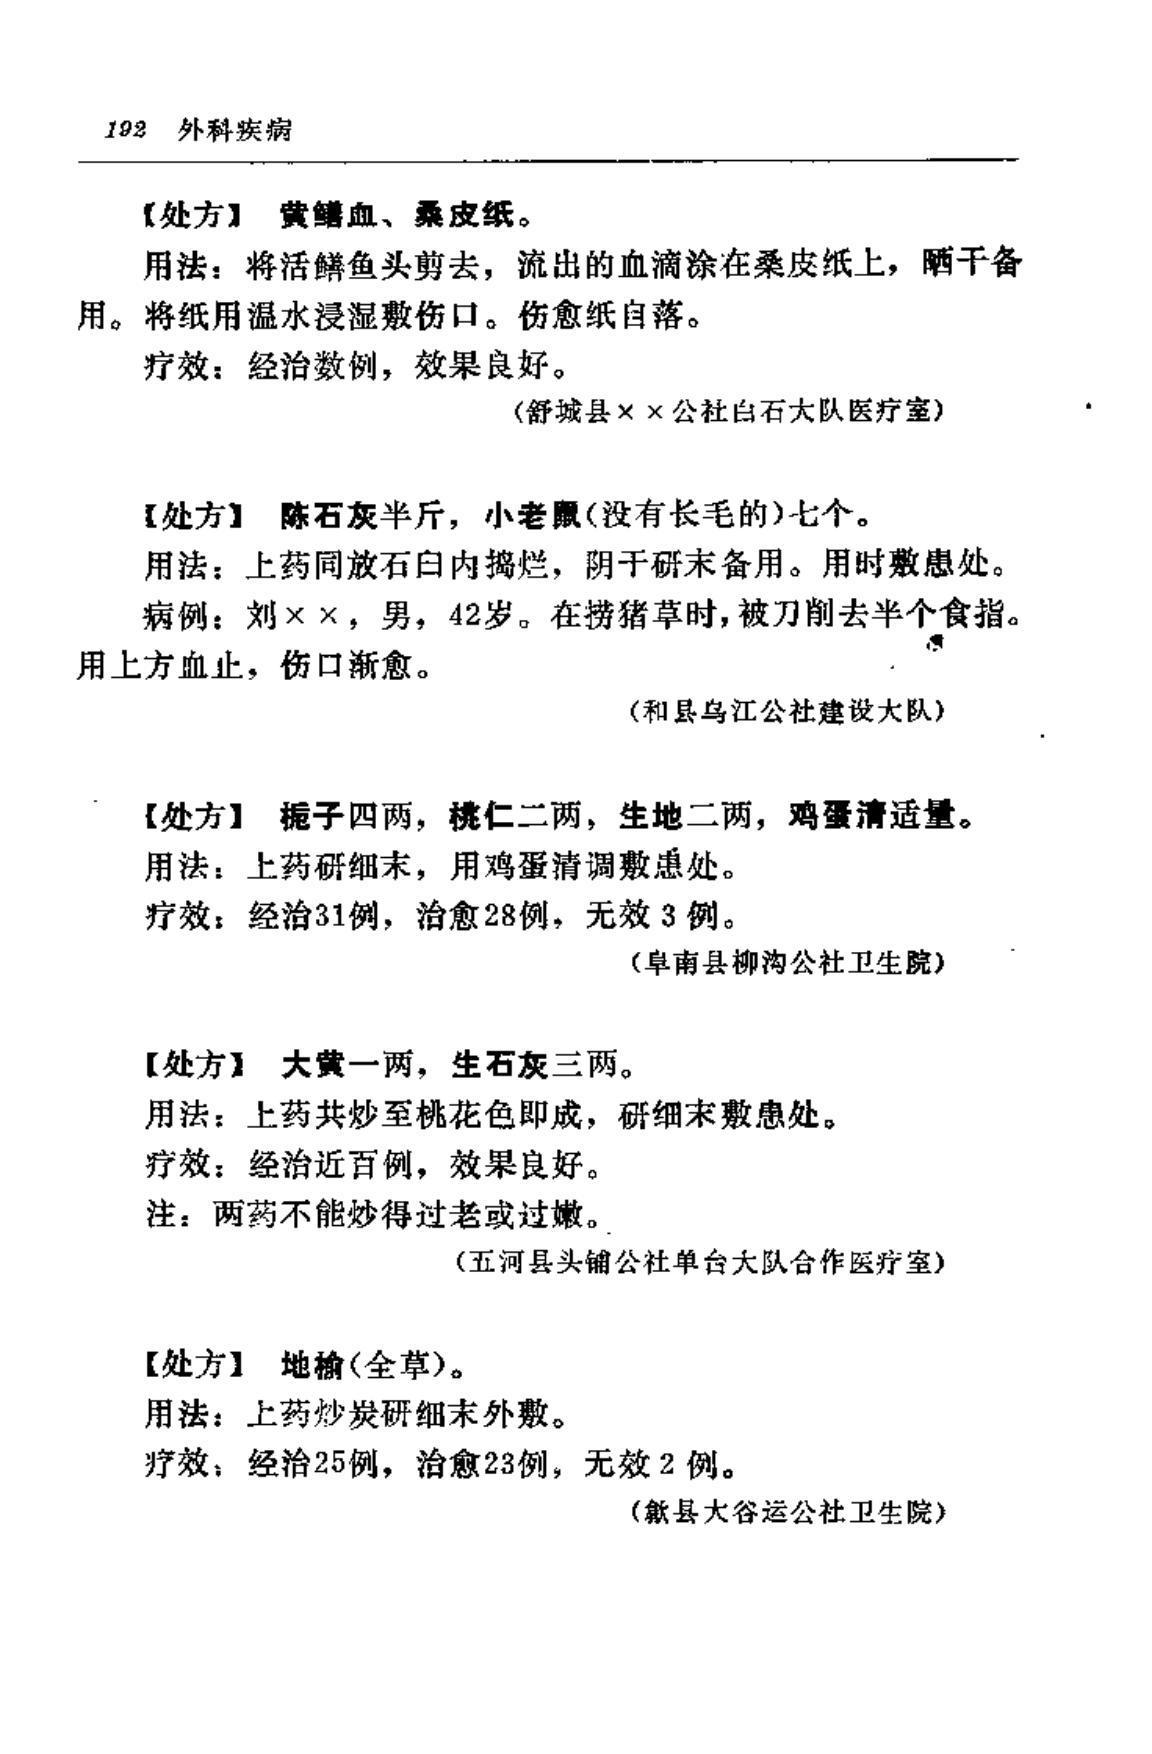 192 外科疾病
【处方】 黄鳝血、桑皮纸。
用法：将活鳝鱼头剪去，流出的血滴涂在桑皮纸上，晒干备
用。将纸用温水浸湿敷伤口。伤愈纸自落。
疗效：经治数例，效果良好。
（舒城县××公社白石大队医疗室）
【处方】 陈石灰半斤，小老鼠（没有长毛的）七个。
用法：上药同放石臼内捣烂，阴干研末备用。用时敷患处。
病例：刘××，男，42岁。在捞猪草时，被刀削去半个食指。
用上方血止，伤口渐愈。
（和县乌江公社建设大队）
【处方】 栀子四两，桃仁二两，生地二两，鸡蛋清适量。
用法：上药研细末，用鸡蛋清调敷患处。
疗效：经治31例，治愈28例，无效3例。
（阜南县柳沟公社卫生院）
【处方】 大黄一两，生石灰三两。
用法：上药共炒至桃花色即成，研细末敷患处。
疗效：经治近百例，效果良好。
注：两药不能炒得过老或过嫩。
（五河县头铺公社单台大队合作医疗室）
【处方】 地榆（全草）。
用法：上药炒炭研细末外敷。
疗效：经治25例，治愈23例，无效2例。
（歙县大谷运公社卫生院）